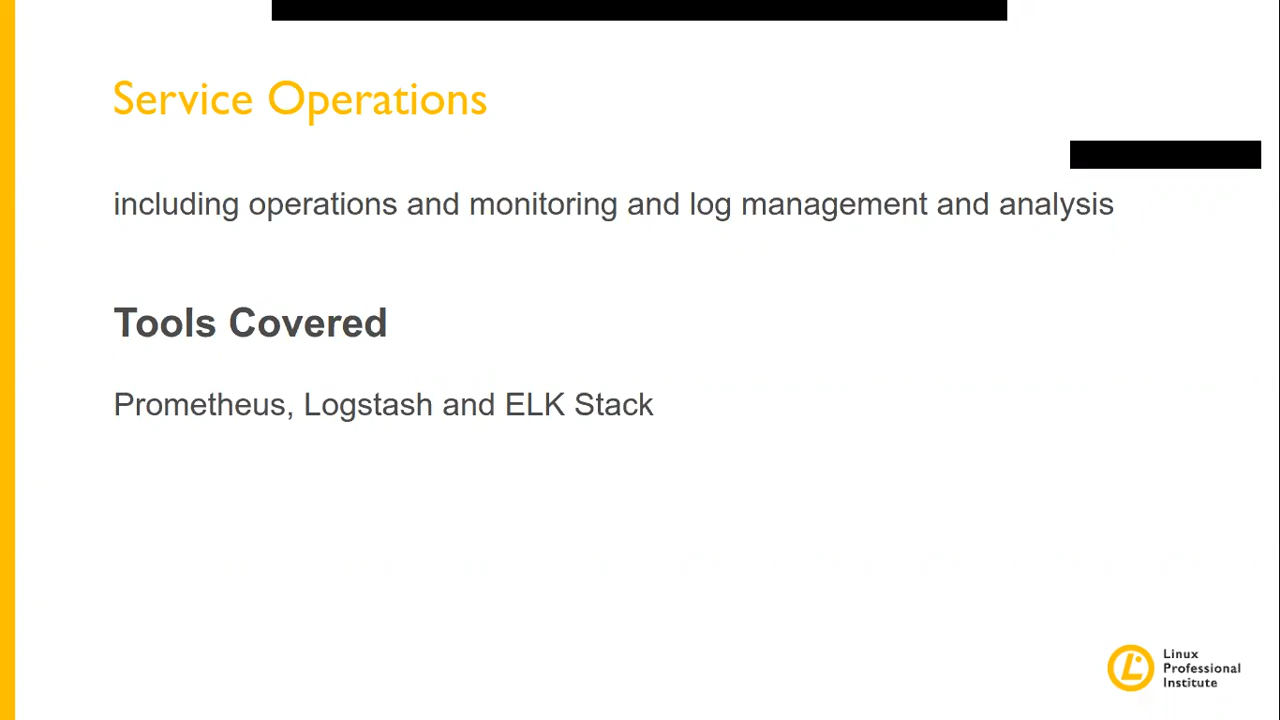 Service Operations
including operations and monitoring and log management and analysis
Tools Covered
Prometheus, Logstash and ELK Stack
Linux
Professional
Institute